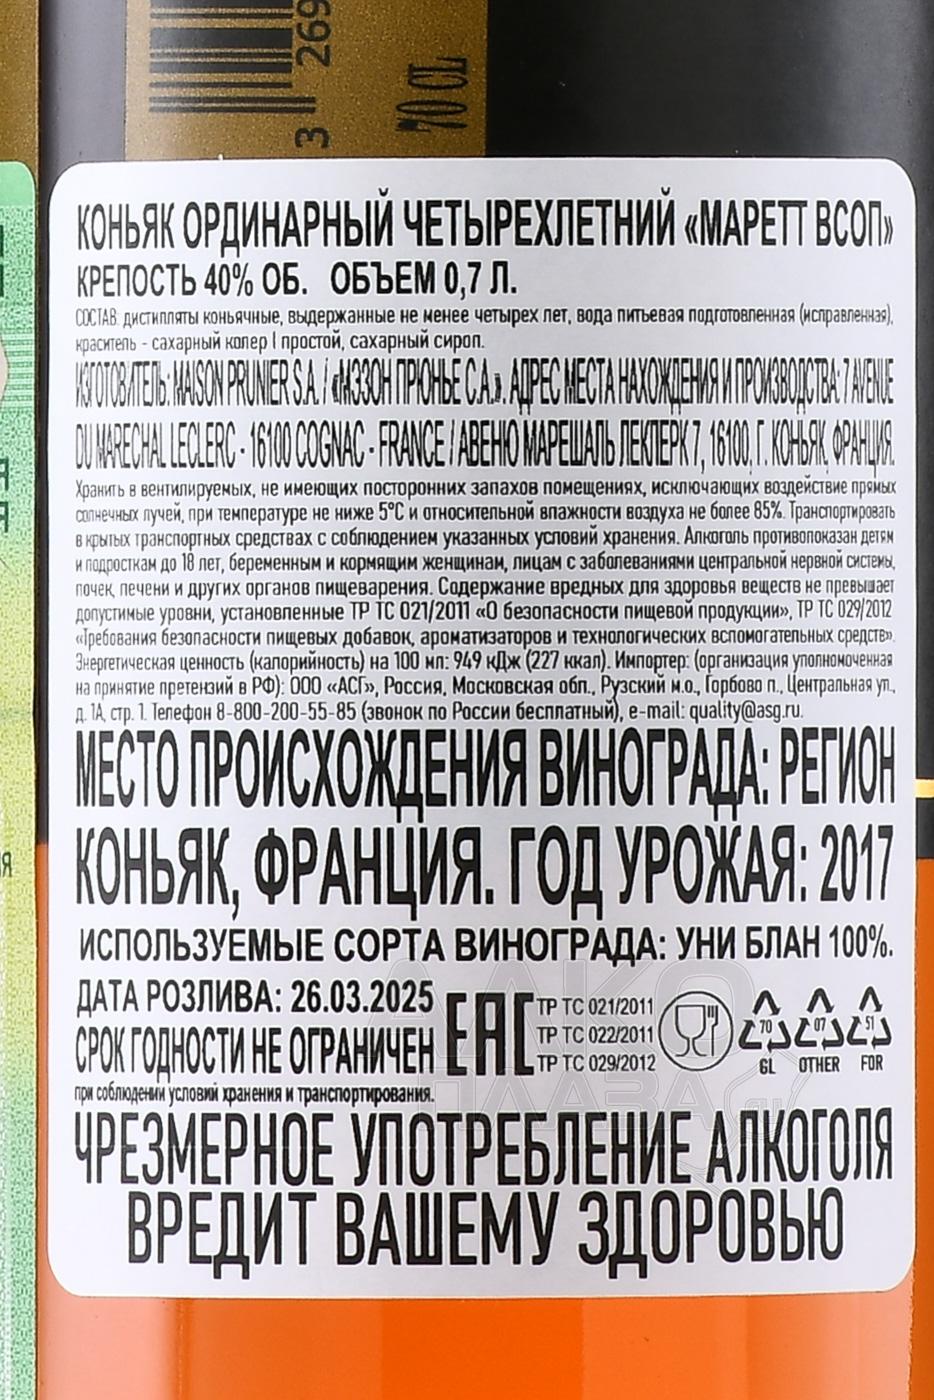 3 269
70 CL
КОНЬЯК ОРДИНАРНЫЙ ЧЕТЫРЕХЛЕТНИЙ «МАРЕТТ ВСОП»
КРЕПОСТЬ 40% ОБ. ОБЪЕМ 0,7 Л.
СОСТАВ: дистилляты коньячные, выдержанные не менее четырех лет, вода питьевая подготовленная (исправленная),
краситель - сахарный колер I простой, сахарный сироп.
ИЗГОТОВИТЕЛЬ: MAISON PRUNIER S.A. / «МЭЗОН ПРЮНЬЕ С.А.». АДРЕС МЕСТА НАХОЖДЕНИЯ И ПРОИЗВОДСТВА: 7 AVENUE
DU MARECHAL LECLERC - 16100 COGNAC - FRANCE / АВЕНЮ МАРЕШАЛЬ ЛЕКЛЕРК 7, 16100, Г. КОНЬЯК, ФРАНЦИЯ.
Хранить в вентилируемых, не имеющих посторонних запахов помещениях, исключающих воздействие прямых
солнечных лучей, при температуре не ниже 5°С и относительной влажности воздуха не более 85%. Транспортировать
в крытых транспортных средствах с соблюдением указанных условий хранения. Алкоголь противопоказан детям
и подросткам до 18 лет, беременным и кормящим женщинам, лицам с заболеваниями центральной нервной системы,
почек, печени и других органов пищеварения. Содержание вредных для здоровья веществ не превышает
допустимые уровни, установленные ТР ТС 021/2011 «О безопасности пищевой продукции», ТР ТС 029/2012
«Требования безопасности пищевых добавок, ароматизаторов и технологических вспомогательных средств».
Энергетическая ценность (калорийность) на 100 мл: 949 кДж (227 ккал). Импортер: (организация уполномоченная
на принятие претензий в РФ): ООО «АСГ», Россия, Московская обл., Рузский м.о., Горбово п., Центральная ул.,
д. 1А, стр. 1. Телефон 8-800-200-55-85 (звонок по России бесплатный), e-mail: quality@asg.ru.
МЕСТО ПРОИСХОЖДЕНИЯ ВИНОГРАДА: РЕГИОН
КОНЬЯК, ФРАНЦИЯ. ГОД УРОЖАЯ: 2017
ИСПОЛЬЗУЕМЫЕ СОРТА ВИНОГРАДА: УНИ БЛАН 100%.
ДАТА РОЗЛИВА: 26.03.2025
СРОК ГОДНОСТИ НЕ ОГРАНИЧЕН
при соблюдении условий хранения и транспортирования.
ЕАС
ТР ТС 021/2011
ТР ТС 022/2011
ТР ТС 029/2012
70 07 51
GL OTHER FOR
ЧРЕЗМЕРНОЕ УПОТРЕБЛЕНИЕ АЛКОГОЛЯ
ВРЕДИТ ВАШЕМУ ЗДОРОВЬЮ